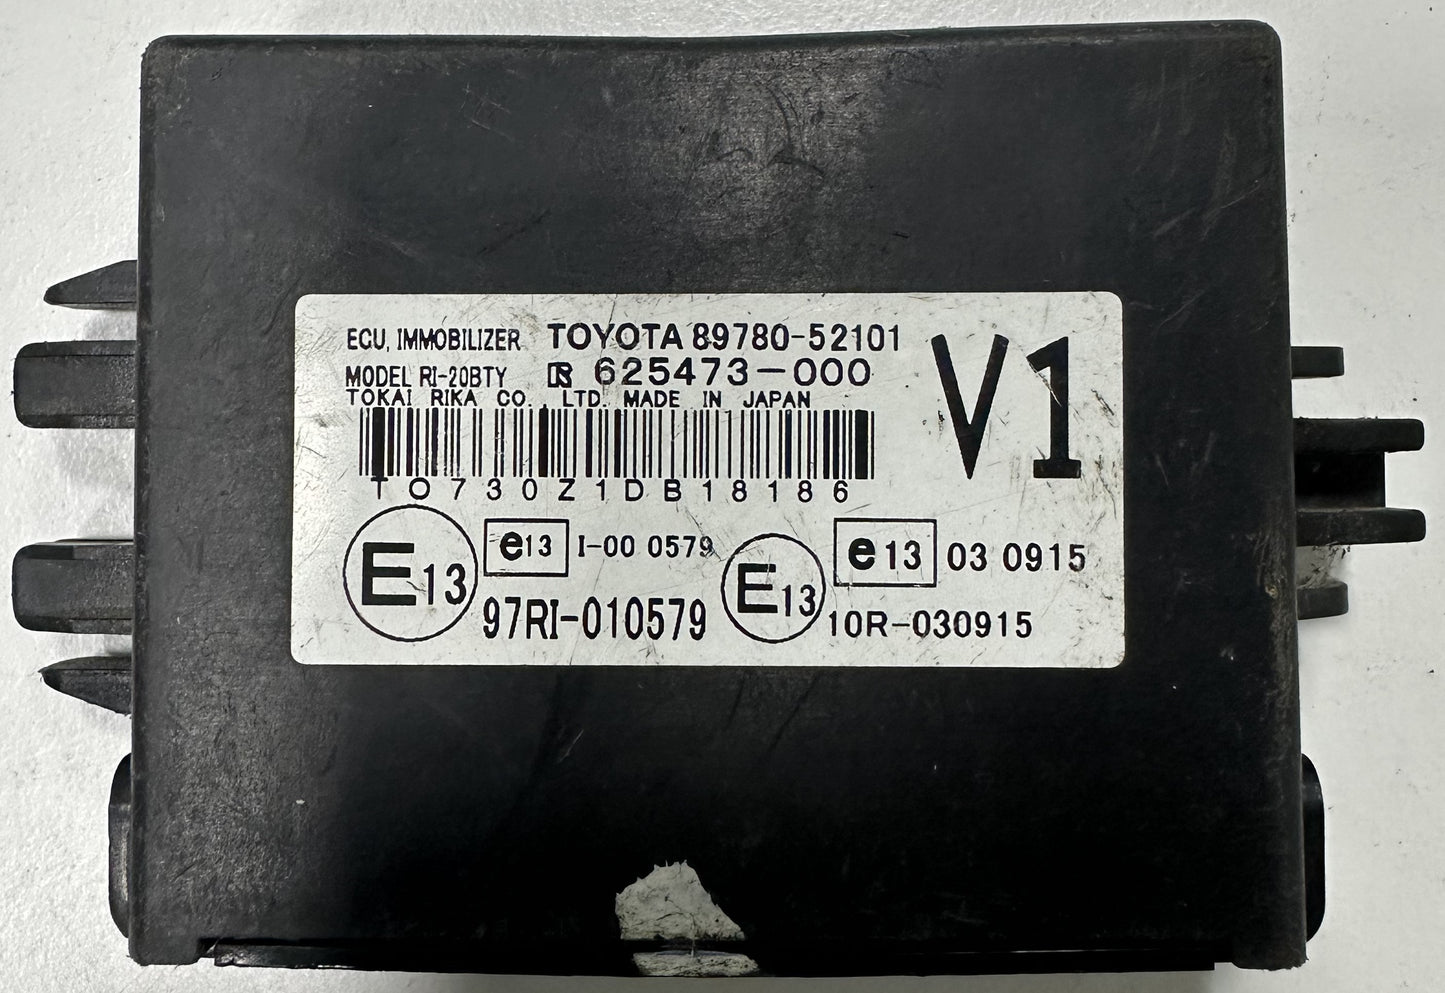 ECU, IMMOBILIZER TOYOTA 89780-52101
V1
MODEL RI-20BTY 625473-000
TOKAI RIKA CO., LTD. MADE IN JAPAN
TO730Z1DB18186
E13 e13 I-00 0579 E13 e13 03 0915
97RI-010579 10R-030915